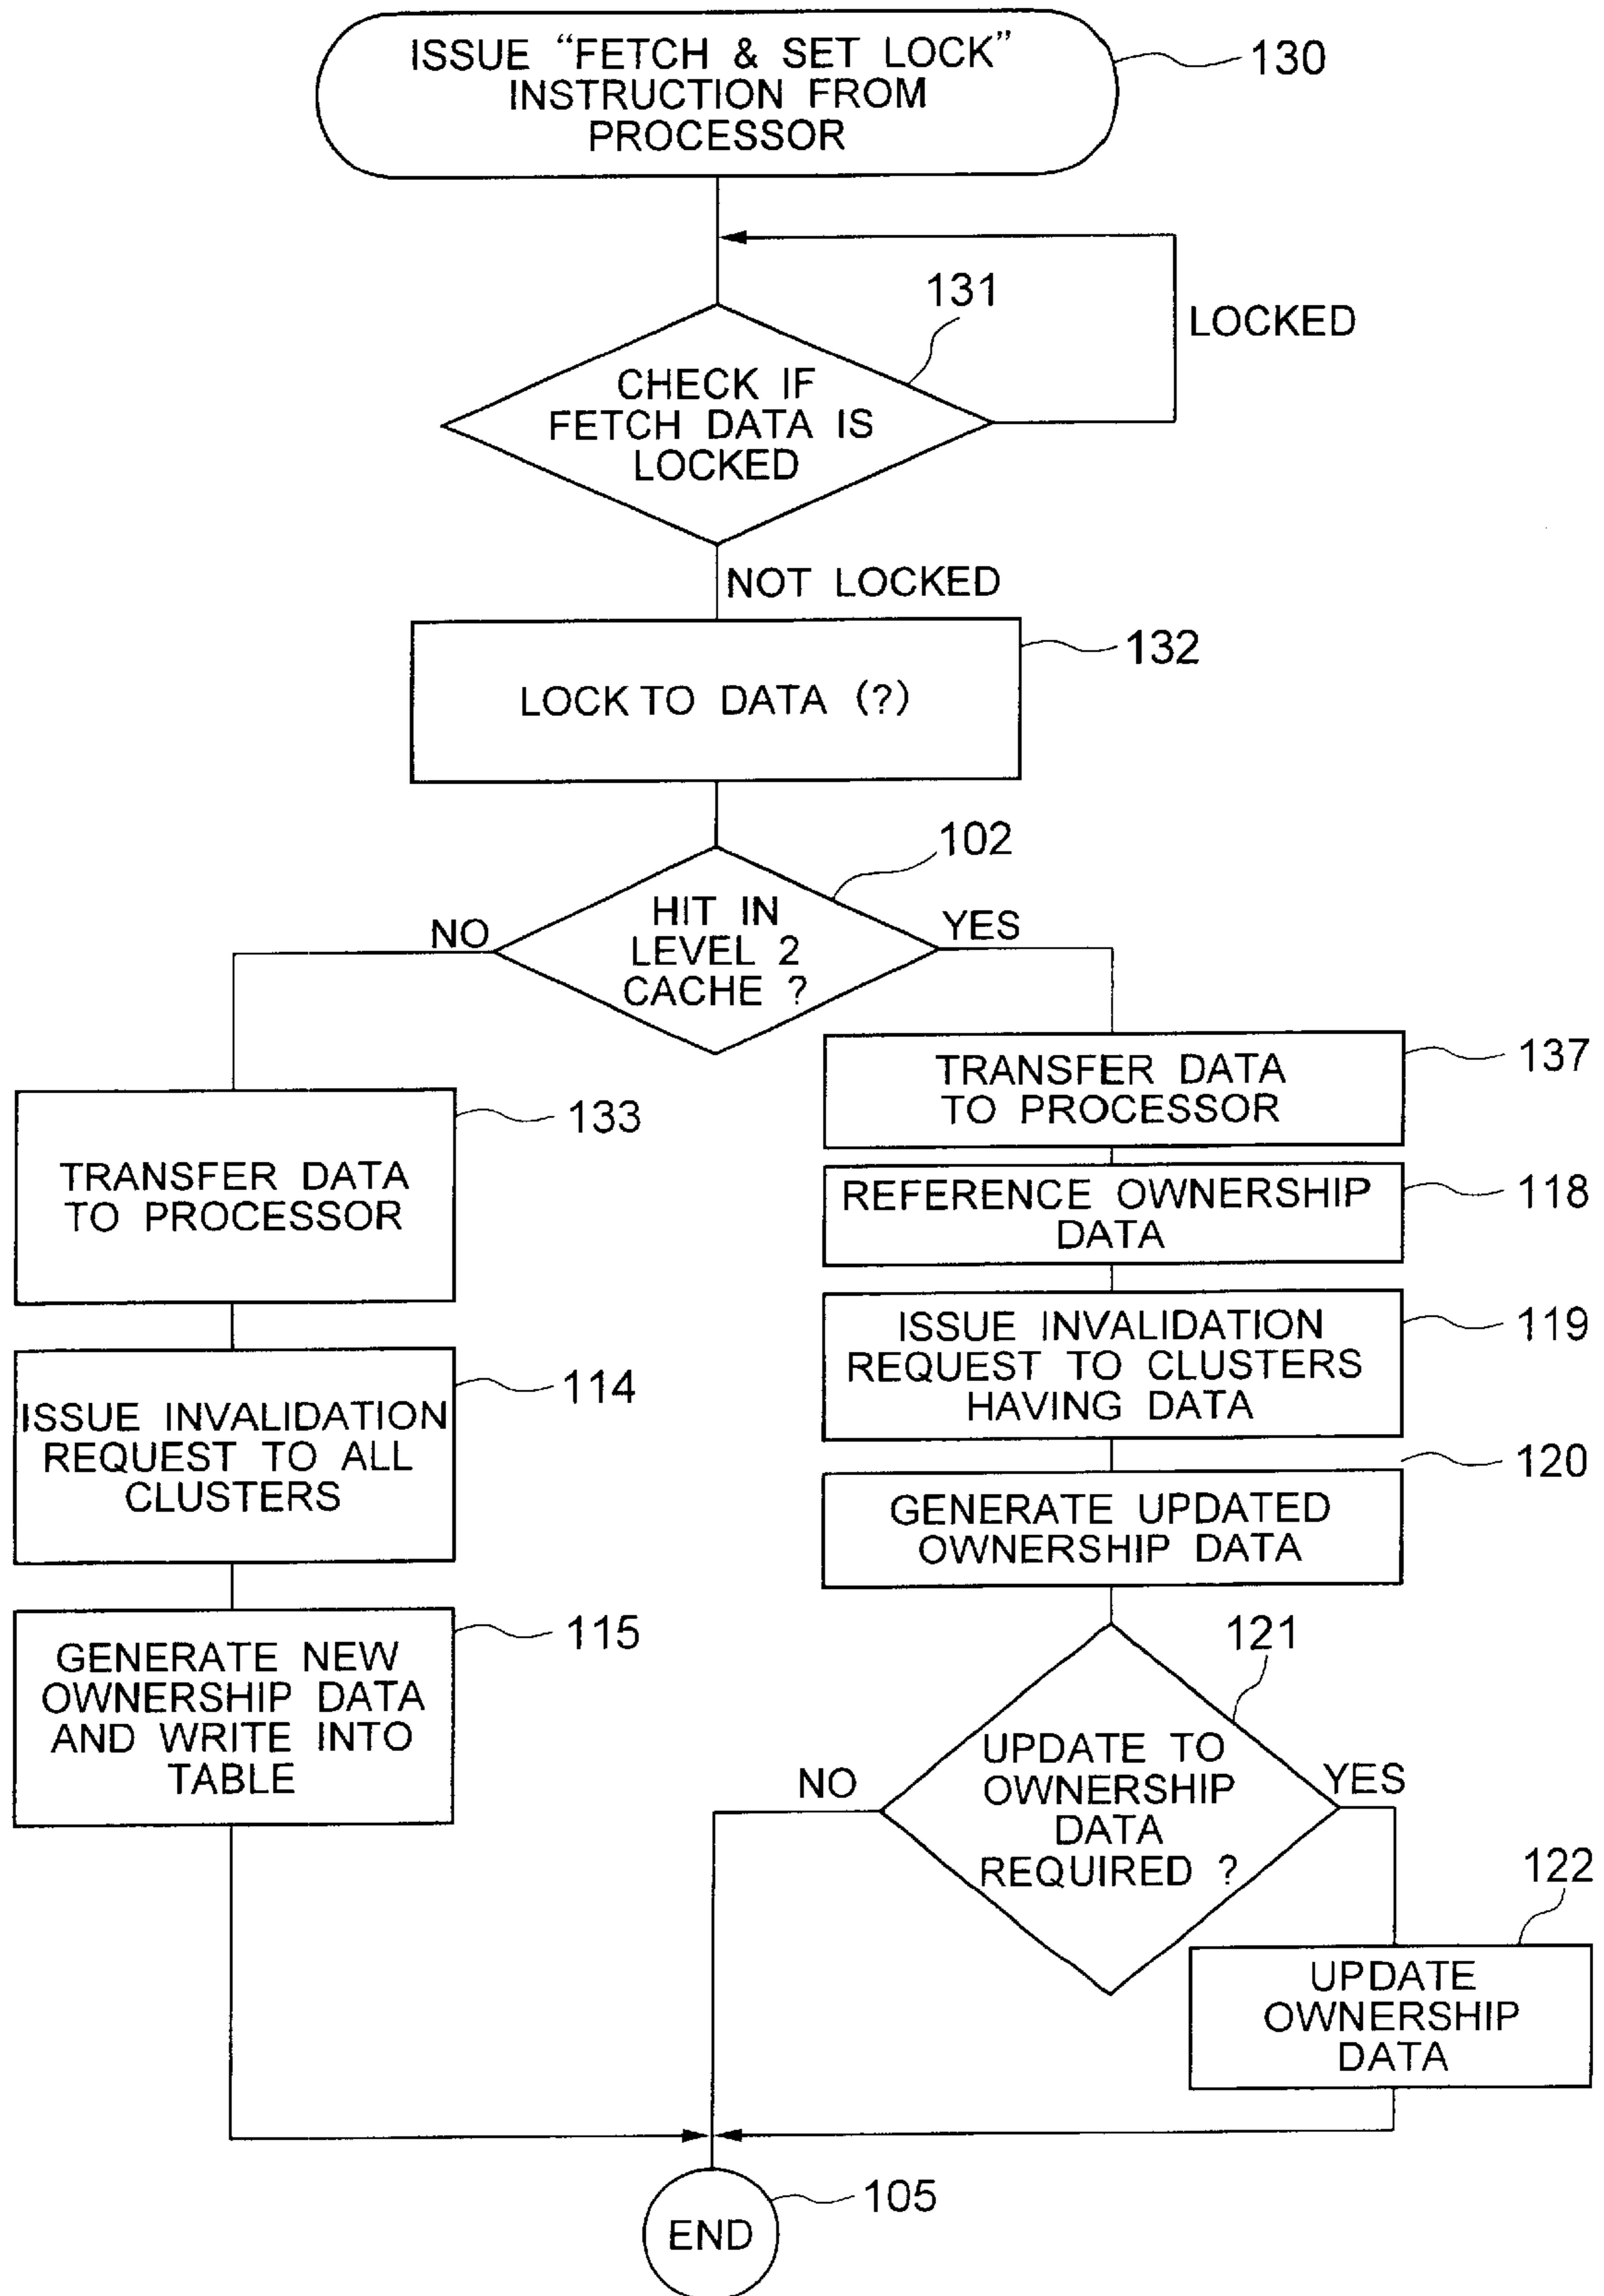 ISSUE “FETCH & SET LOCK”
INSTRUCTION FROM
PROCESSOR
130
131
LOCKED
CHECK IF
FETCH DATA IS
LOCKED
NOT LOCKED
132
LOCK TO DATA (?)
102
HIT IN
LEVEL 2
CACHE ?
NO
YES
137
TRANSFER DATA
TO PROCESSOR
133
TRANSFER DATA
TO PROCESSOR
118
REFERENCE OWNERSHIP
DATA
119
ISSUE INVALIDATION
REQUEST TO CLUSTERS
HAVING DATA
114
ISSUE INVALIDATION
REQUEST TO ALL
CLUSTERS
120
GENERATE UPDATED
OWNERSHIP DATA
115
GENERATE NEW
OWNERSHIP DATA
AND WRITE INTO
TABLE
121
UPDATE TO
OWNERSHIP
DATA
REQUIRED ?
NO
YES
122
UPDATE
OWNERSHIP
DATA
105
END